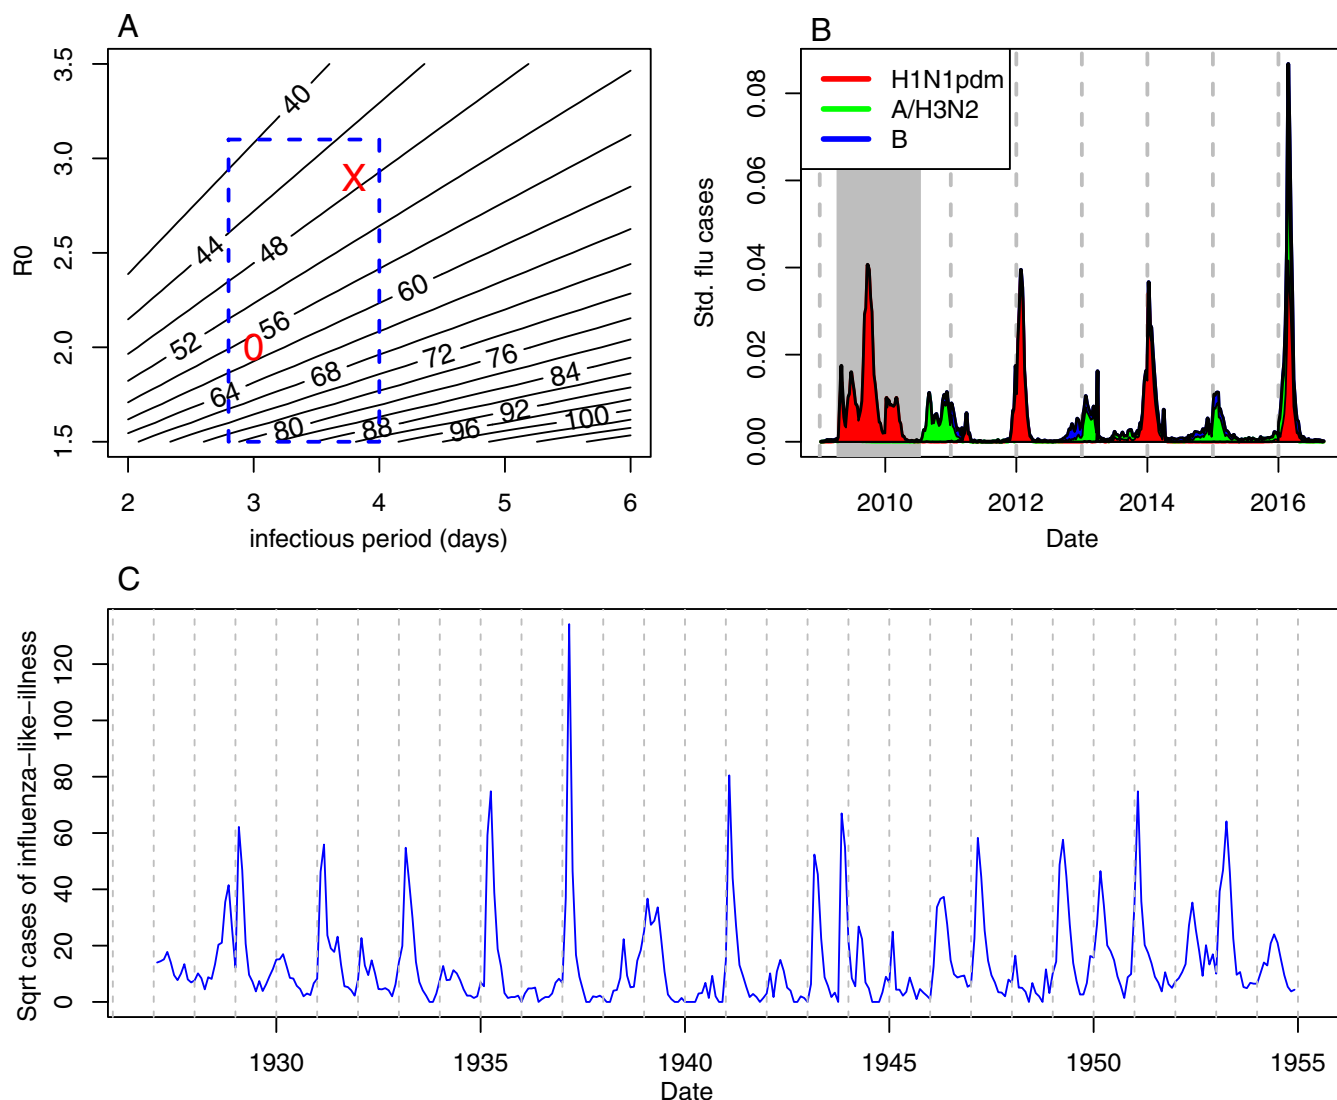 A
3.5
3.0
2.5
2.0
1.5
R0
40
44
48
52
56
60
64
68
72
76
80
84
88
92
96
100
X
0
2 3 4 5 6
infectious period (days)
B
H1N1pdm
A/H3N2
B
0.08
0.06
0.04
0.02
0.00
Std. flu cases
2010 2012 2014 2016
Date
C
120
100
80
60
40
20
0
Sqrt cases of influenza−like−illness
1930 1935 1940 1945 1950 1955
Date